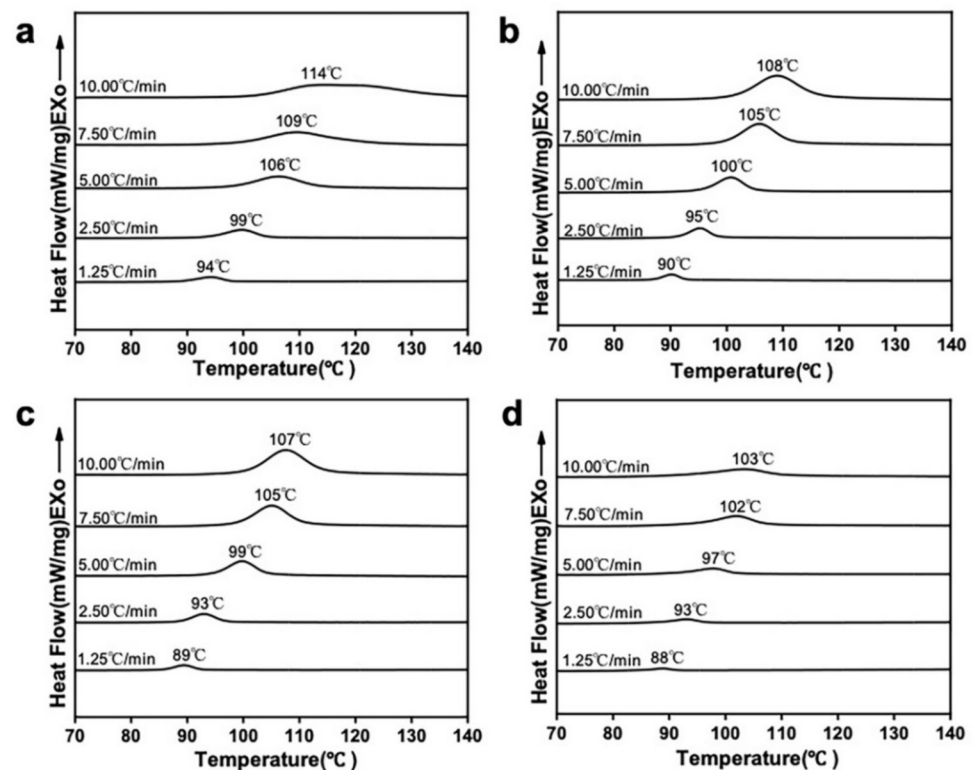 a
Heat Flow(mW/mg)EXo
10.00℃/min
114℃
7.50℃/min
109℃
5.00℃/min
106℃
2.50℃/min
99℃
1.25℃/min
94℃
70 80 90 100 110 120 130 140
Temperature(℃ )
b
Heat Flow(mW/mg)EXo
10.00℃/min
108℃
7.50℃/min
105℃
5.00℃/min
100℃
2.50℃/min
95℃
1.25℃/min
90℃
70 80 90 100 110 120 130 140
Temperature(℃ )
c
Heat Flow(mW/mg)EXo
10.00℃/min
107℃
7.50℃/min
105℃
5.00℃/min
99℃
2.50℃/min
93℃
1.25℃/min
89℃
70 80 90 100 110 120 130 140
Temperature(℃)
d
Heat Flow(mW/mg)EXo
10.00℃/min
103℃
7.50℃/min
102℃
5.00℃/min
97℃
2.50℃/min
93℃
1.25℃/min
88℃
70 80 90 100 110 120 130 140
Temperature(℃)